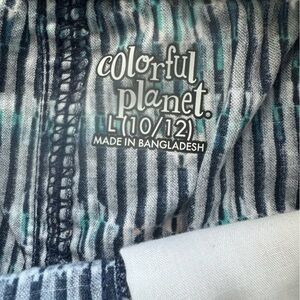 colorful
planet.
L (10/12)
MADE IN BANGLADESH